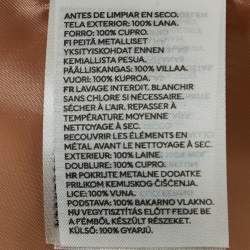 ANTES DE LIMPIAR EN SECO.
TELA EXTERIOR: 100% LANA.
FORRO: 100% CUPRO.
FI PEITÄ METALLISET
YKSITYISKOHDAT ENNEN
KEMIALLISTA PESUA.
PÄÄLLISKANGAS: 100% VILLAA.
VUORI: 100% KUPROA.
FR LAVAGE INTERDIT. BLANCHIR
SANS CHLORE SI NÉCESSAIRE.
SÉCHER À L'AIR. REPASSER À
TEMPÉRATURE MOYENNE
NETTOYAGE À SEC.
RECOUVRIR LES ÉLÉMENTS EN
MÉTAL AVANT LE NETTOYAGE À SEC.
EXTERIEUR: 100% LAINE.
DOUBLURE: 100% CUPRO.
HR POKRIJTE METALNE DODATKE
PRILIKOM KEMIJSKOG ČIŠĆENJA.
LICE: 100% VUNA.
PODSTAVA: 100% BAKARNO VLAKNO.
HU VEGYTISZTÍTÁS ELŐTT FEDJE BE
A FÉMBŐL KÉSZÜLT RÉSZEKET.
KÜLSŐ: 100% GYAPJÚ.